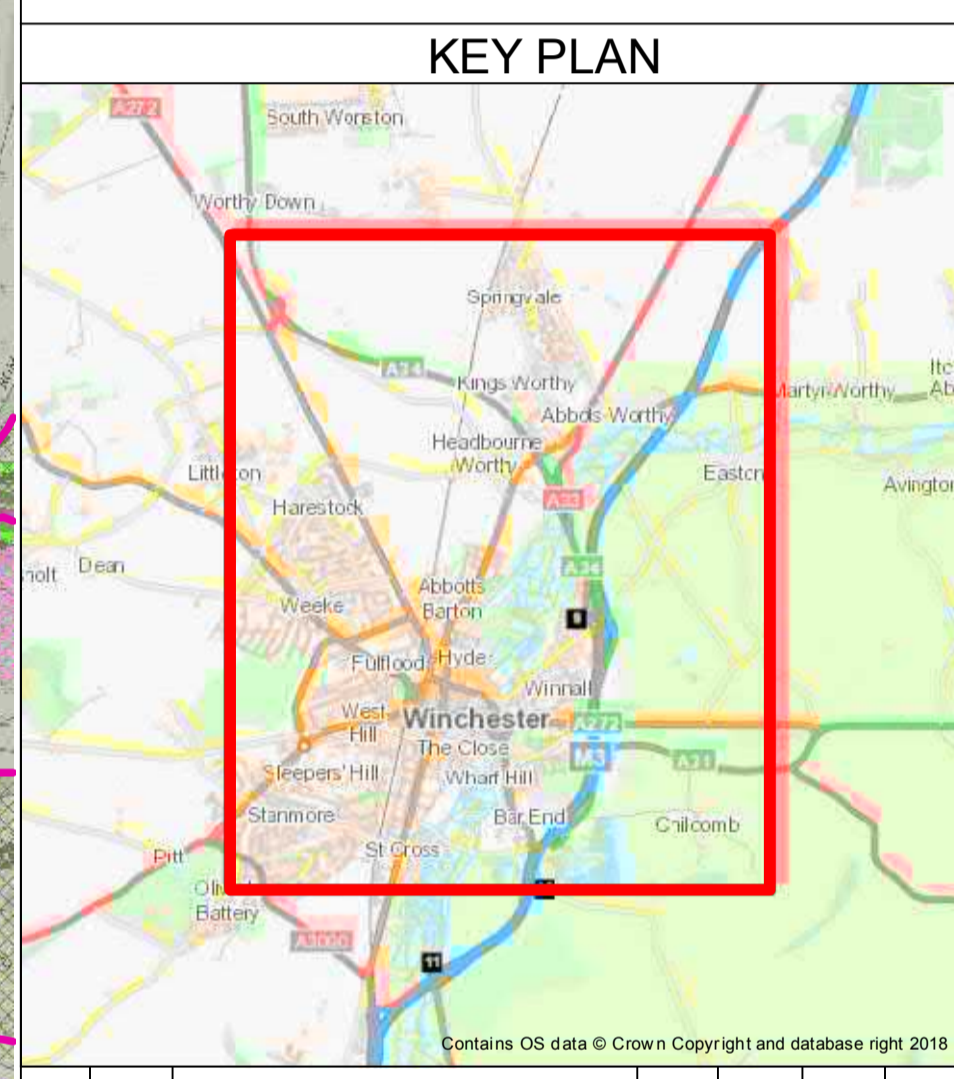 KEY PLAN
A272
South Wonston
Worthy Down
Springvale
A34
Kings Worthy
Martyr Worthy
Itc
Ab
Abbots Worthy
Headbourne
Worthy
Littleton
Easton
Avington
A33
Harestock
Dean
A34
Abbotts
Barton
Weeke
9
Fulflood
Hyde
Winnall
West
Hill
Winchester
A272
The Close
M3
A31
Sleepers' Hill
Wharf Hill
Stanmore
Bar End
Chilcomb
St Cross
Pitt
Battery
11
Contains OS data © Crown Copyright and database right 2018